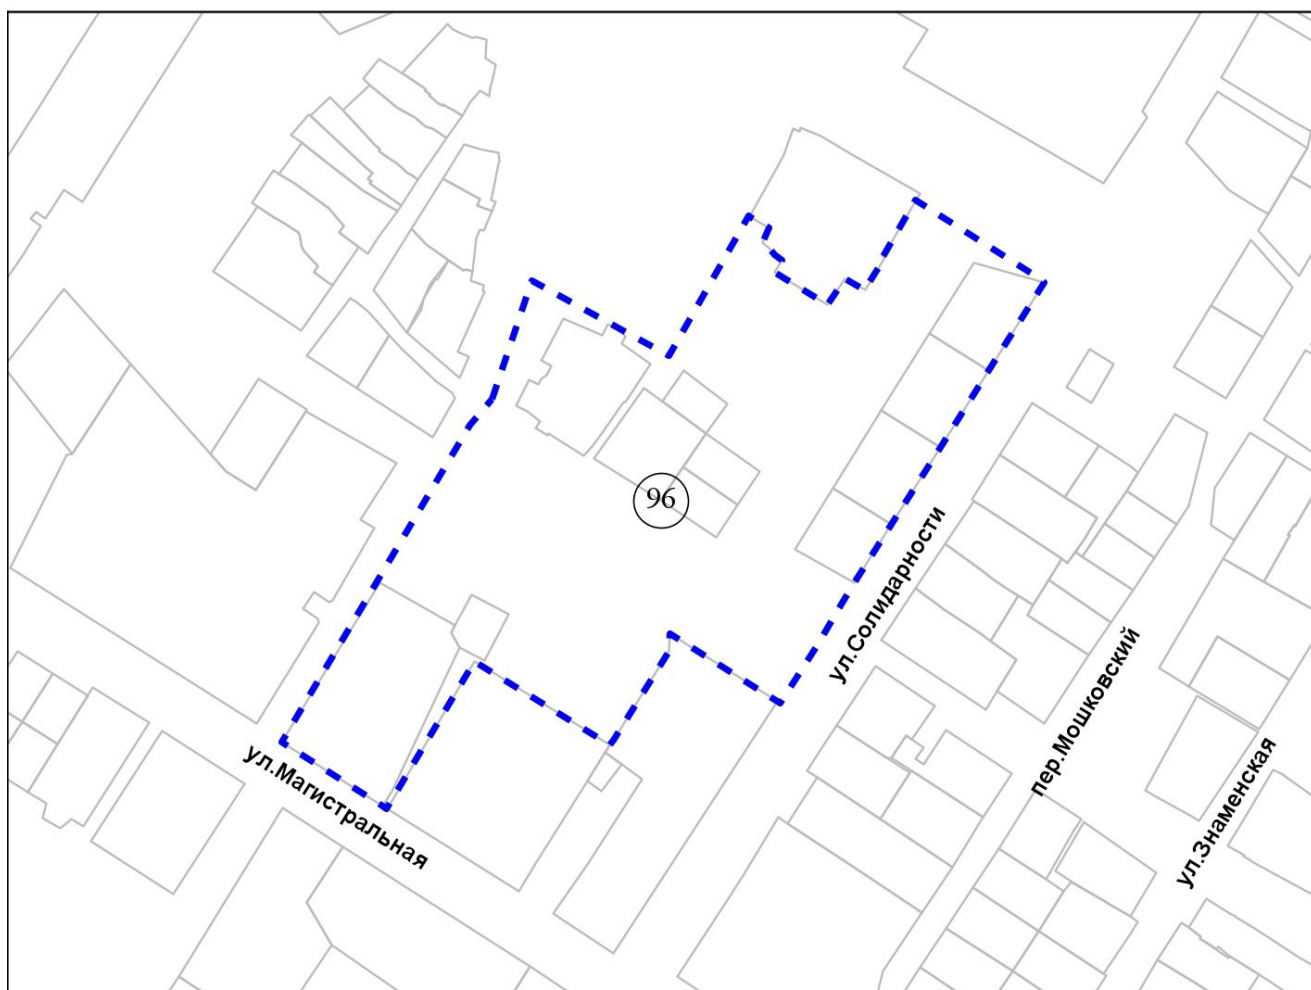 96
ул.Солидарности
пер.Мошковский
ул.Магистральная
ул.Знаменская